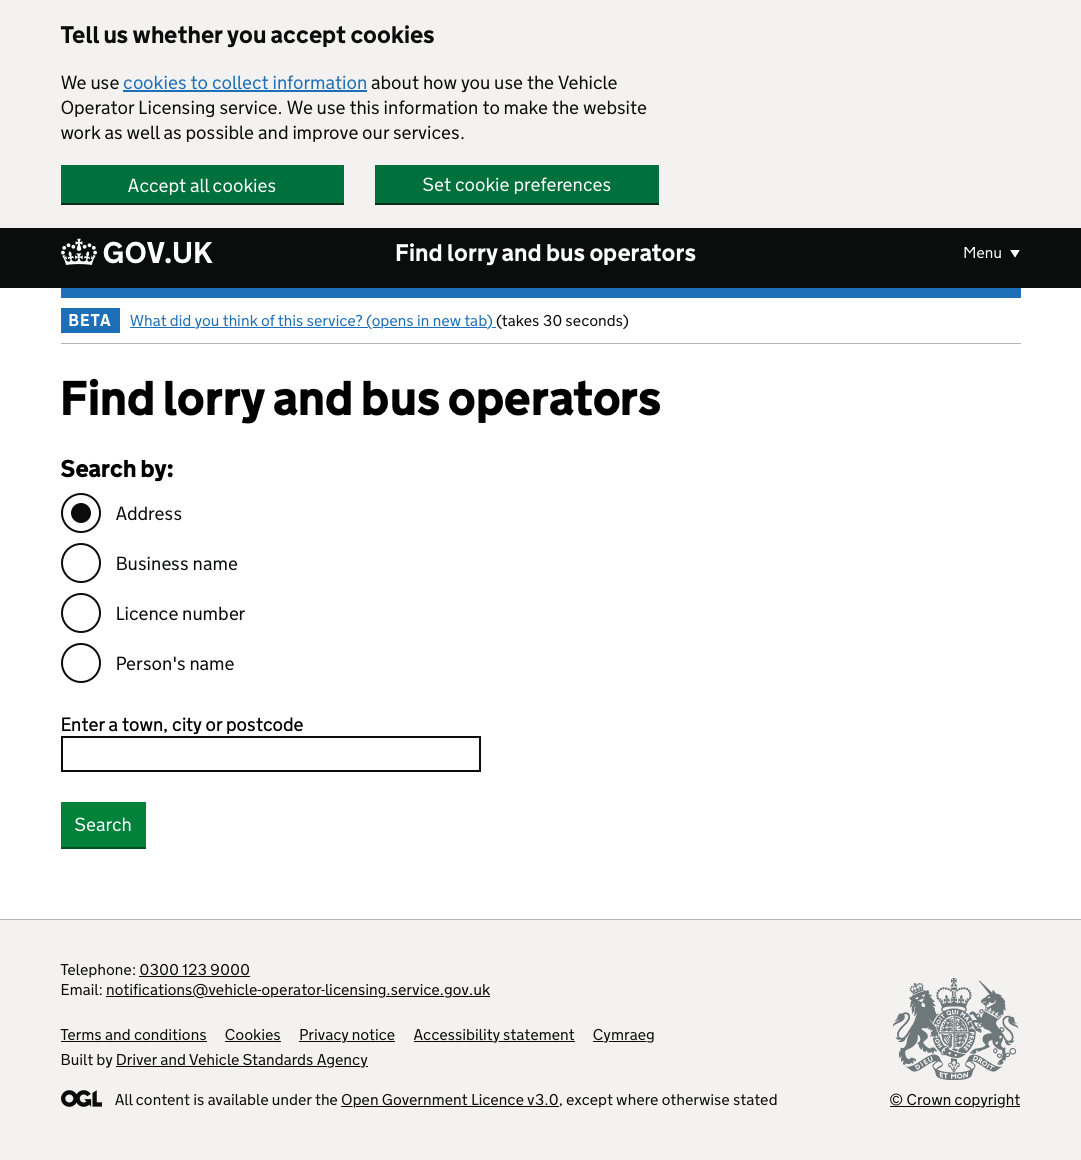 Tell us whether you accept cookies
We use cookies to collect information about how you use the Vehicle
Operator Licensing service. We use this information to make the website
work as well as possible and improve our services.
Accept all cookies
Set cookie preferences
GOV.UK
Find lorry and bus operators
Menu ▼
BETA
What did you think of this service? (opens in new tab) (takes 30 seconds)
Find lorry and bus operators
Search by:
Address
Business name
Licence number
Person's name
Enter a town, city or postcode
Search
Telephone: 0300 123 9000
Email: notifications@vehicle-operator-licensing.service.gov.uk
Terms and conditions
Cookies
Privacy notice
Accessibility statement
Cymraeg
Built by Driver and Vehicle Standards Agency
OGL
All content is available under the Open Government Licence v3.0, except where otherwise stated
DIEU ET MON DROIT
© Crown copyright